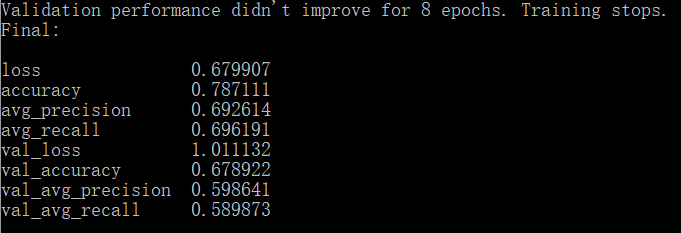 Validation performance didn't improve for 8 epochs. Training stops.
Final:
loss 0.679907
accuracy 0.787111
avg_precision 0.692614
avg_recall 0.696191
val_loss 1.011132
val_accuracy 0.678922
val_avg_precision 0.598641
val_avg_recall 0.589873